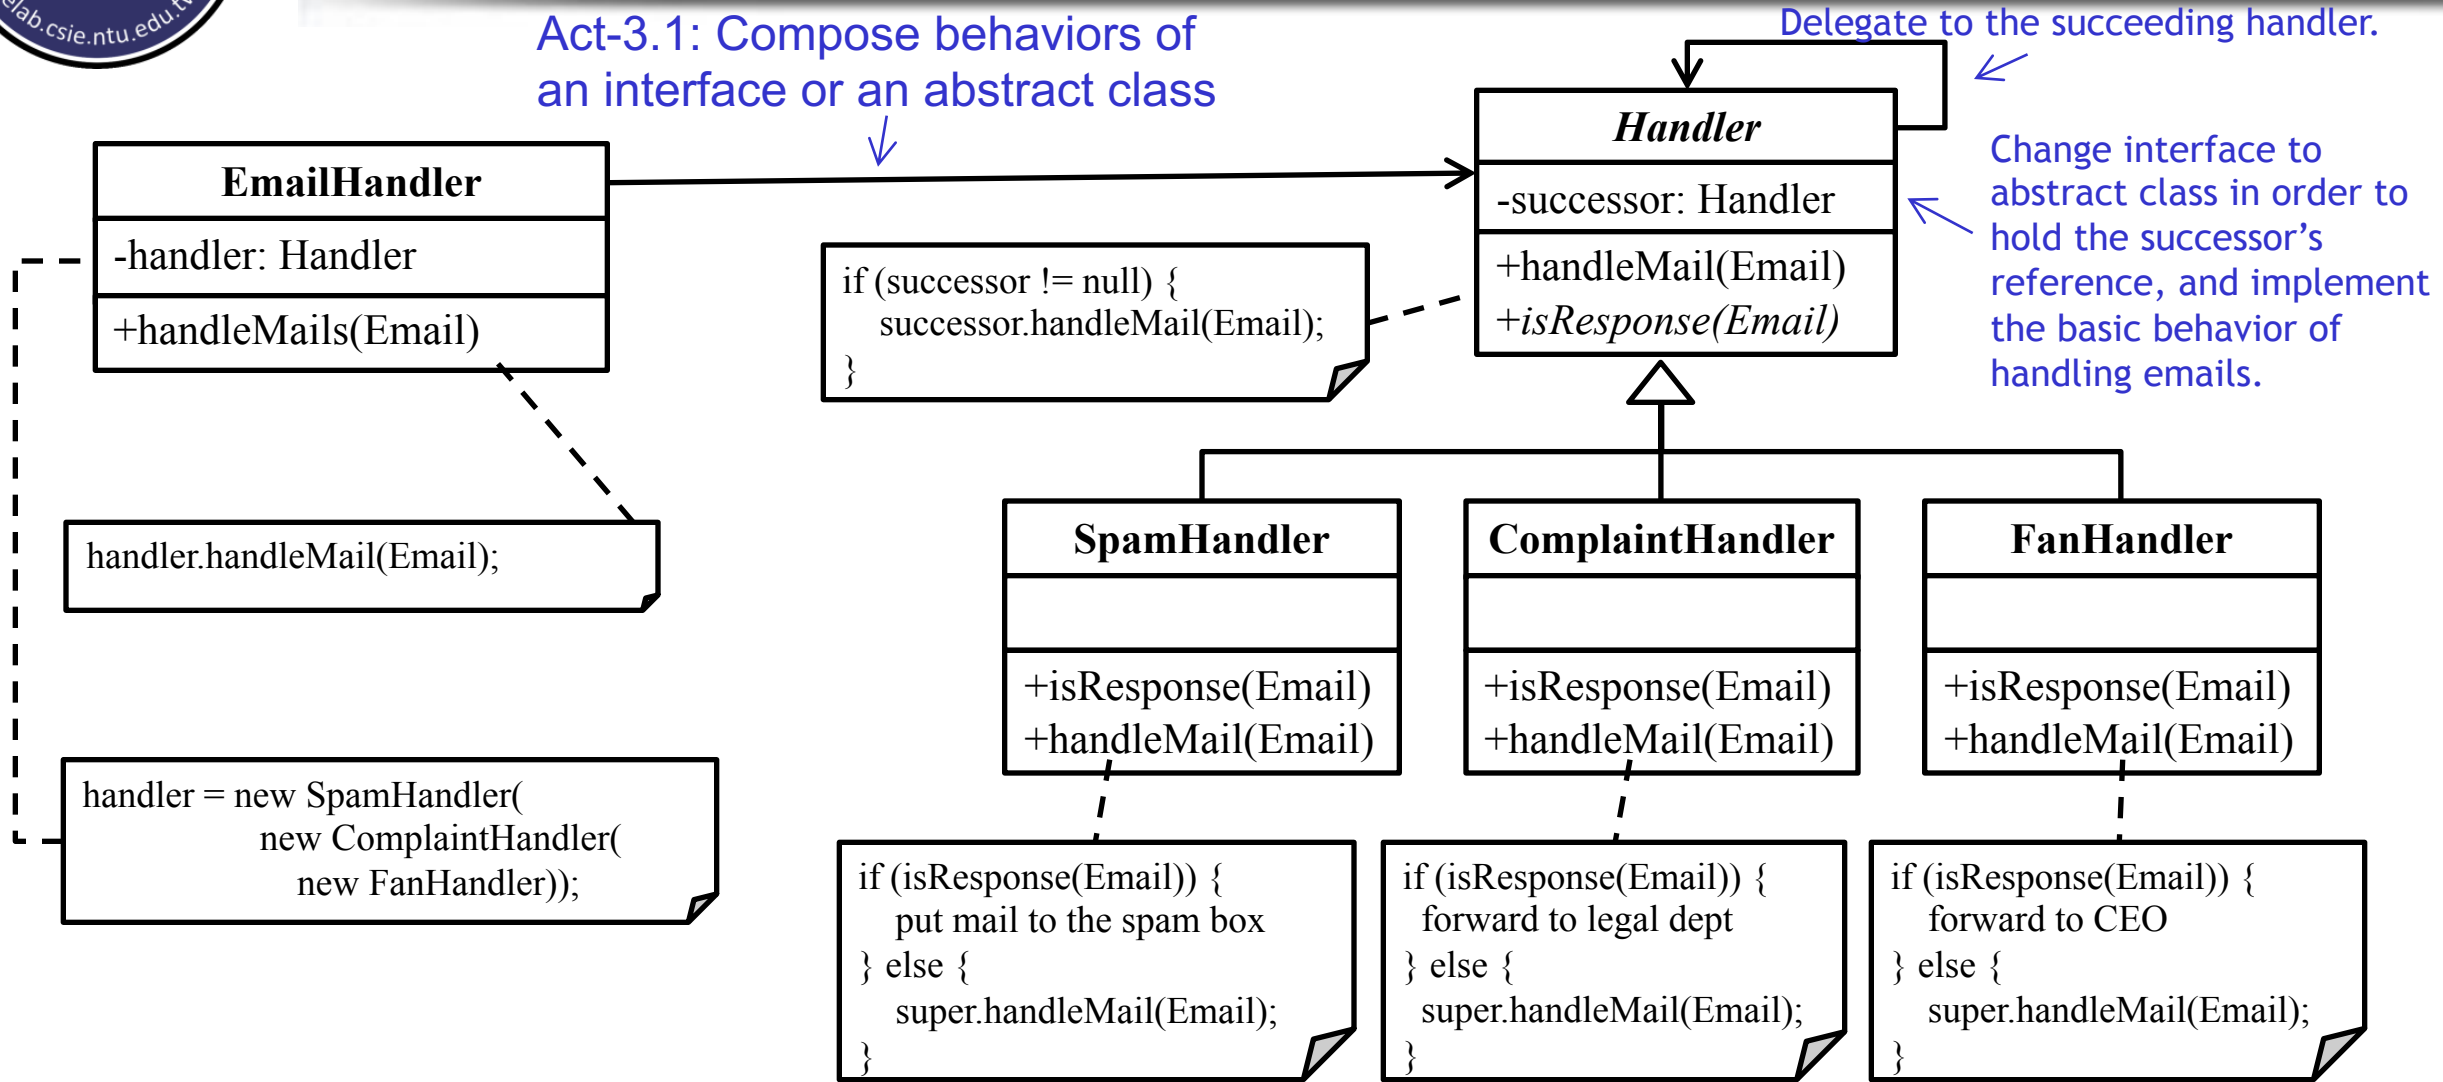 elab.csie.ntu.edu.tw
Act-3.1: Compose behaviors of
an interface or an abstract class
Delegate to the succeeding handler.
Change interface to
abstract class in order to
hold the successor’s
reference, and implement
the basic behavior of
handling emails.
EmailHandler
-handler: Handler
+handleMails(Email)
Handler
-successor: Handler
+handleMail(Email)
+isResponse(Email)
if (successor != null) {
successor.handleMail(Email);
}
handler.handleMail(Email);
handler = new SpamHandler(
new ComplaintHandler(
new FanHandler));
SpamHandler
+isResponse(Email)
+handleMail(Email)
ComplaintHandler
+isResponse(Email)
+handleMail(Email)
FanHandler
+isResponse(Email)
+handleMail(Email)
if (isResponse(Email)) {
put mail to the spam box
} else {
super.handleMail(Email);
}
if (isResponse(Email)) {
forward to legal dept
} else {
super.handleMail(Email);
}
if (isResponse(Email)) {
forward to CEO
} else {
super.handleMail(Email);
}